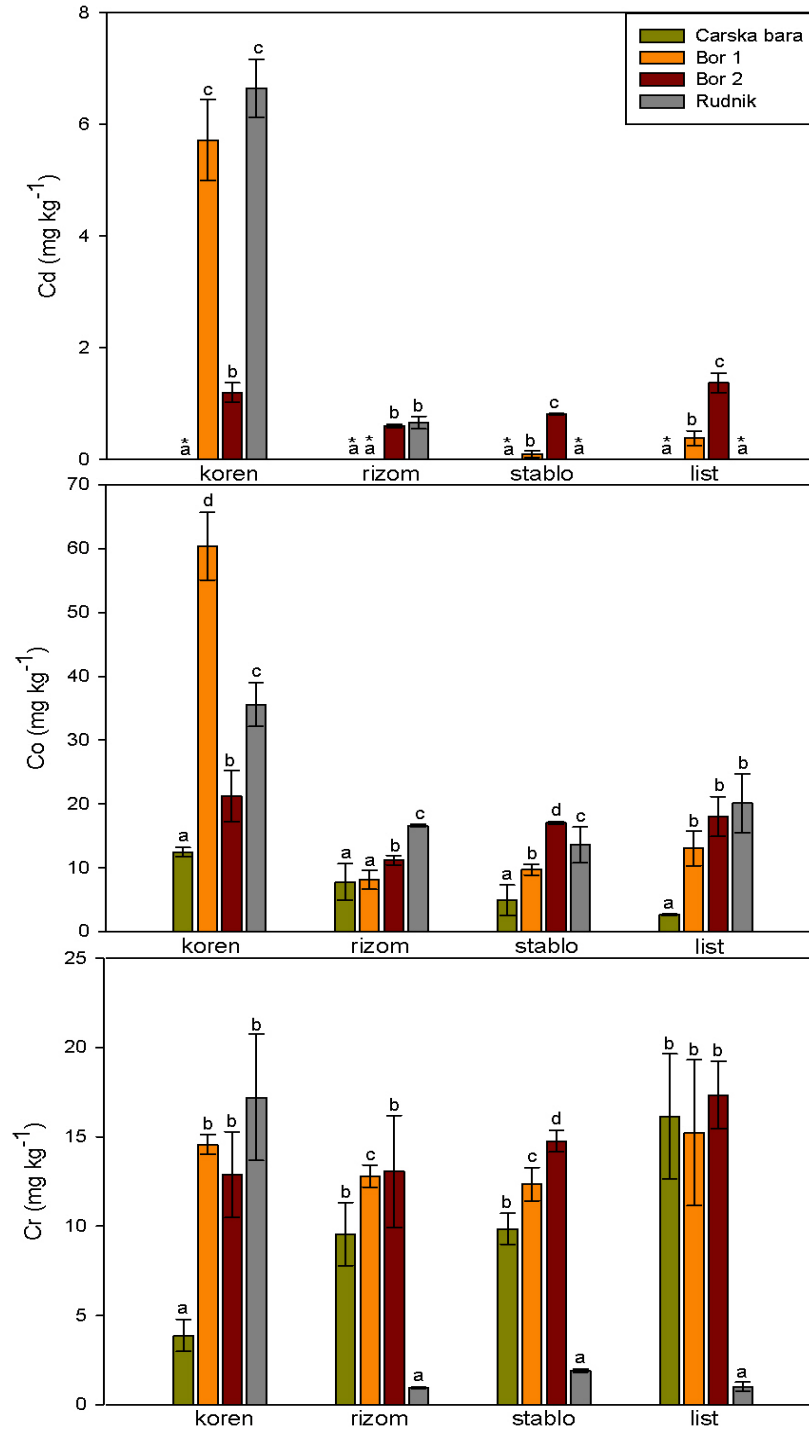 8
6
4
2
0
Cd (mg kg⁻¹)
Carska bara
Bor 1
Bor 2
Rudnik
* a c b c
* a * a b b
* a b c * a
* a b c * a
koren rizom stablo list
70
60
50
40
30
20
10
0
Co (mg kg⁻¹)
a d b c
a a b c
a b d c
a b b b
koren rizom stablo list
25
20
15
10
5
0
Cr (mg kg⁻¹)
a b b b
b c b a
b c d a
b b b a
koren rizom stablo list